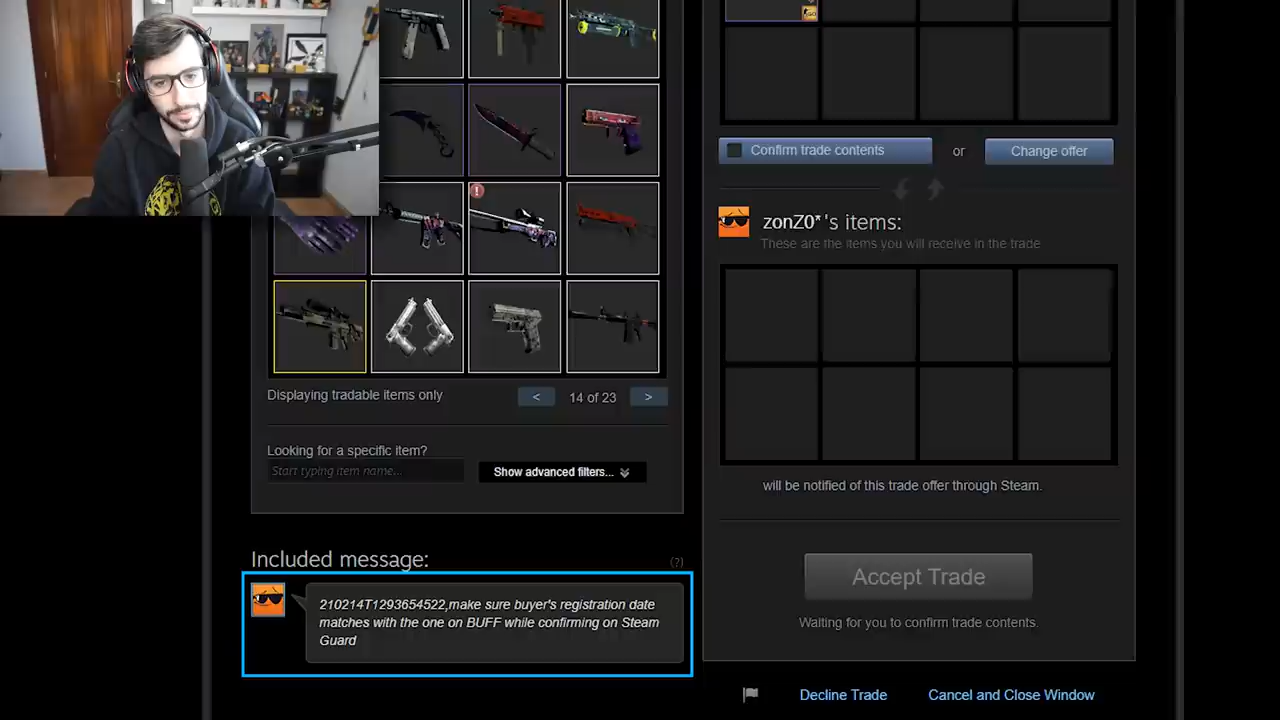 Confirm trade contents
or
Change offer
zonZ0*'s items:
These are the items you will receive in the trade
Displaying tradable items only
<
14 of 23
>
Looking for a specific item?
Start typing item name...
Show advanced filters...
will be notified of this trade offer through Steam.
Included message:
(?)
210214T1293654522,make sure buyer's registration date
matches with the one on BUFF while confirming on Steam
Guard
Accept Trade
Waiting for you to confirm trade contents.
Decline Trade
Cancel and Close Window